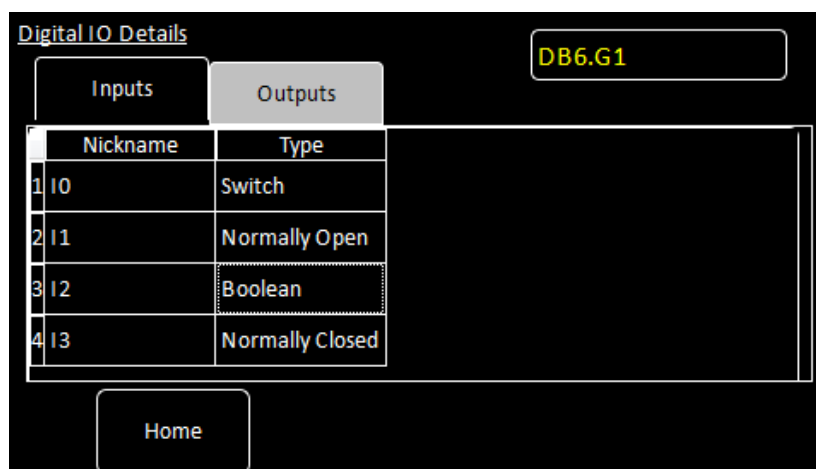 Digital IO Details
DB6.G1
Inputs Outputs
Nickname Type
1 I0 Switch
2 I1 Normally Open
3 I2 Boolean
4 I3 Normally Closed
Home